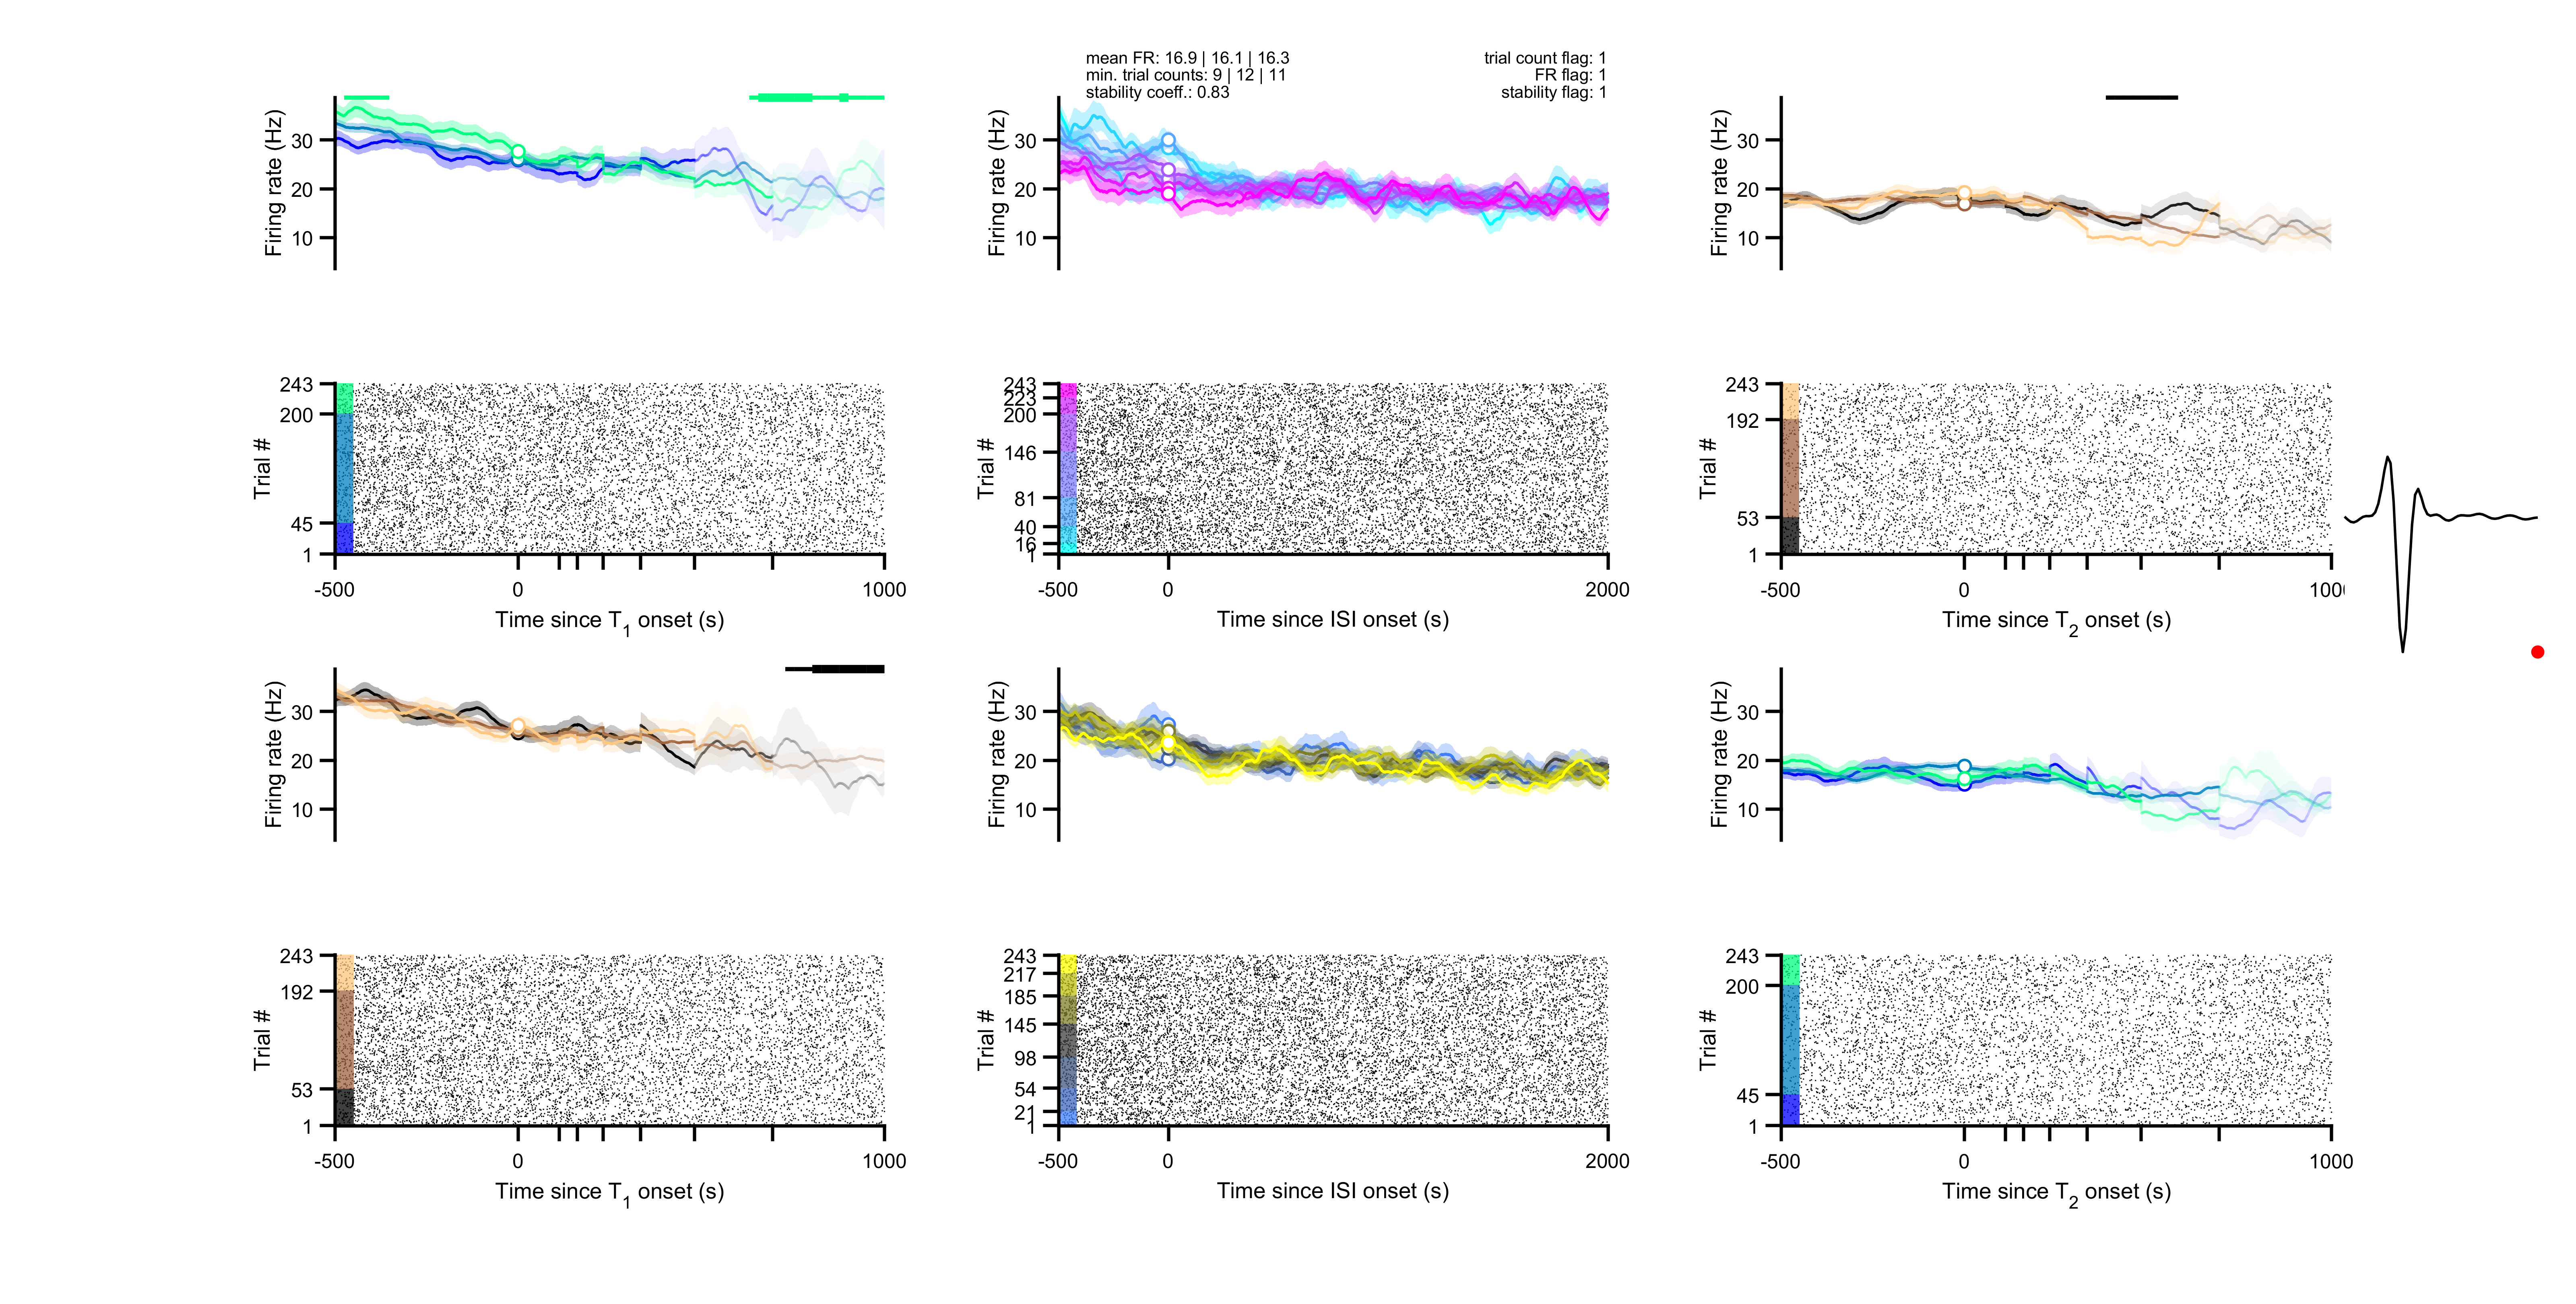 mean FR: 16.9 | 16.1 | 16.3
min. trial counts: 9 | 12 | 11
stability coeff.: 0.83
trial count flag: 1
FR flag: 1
stability flag: 1
Firing rate (Hz)
30
20
10
Firing rate (Hz)
30
20
10
Firing rate (Hz)
30
20
10
Trial #
243
200
45
1
-500
0
1000
Time since T1 onset (s)
Trial #
243
223
200
146
81
40
16
1
-500
0
2000
Time since ISI onset (s)
Trial #
243
192
53
1
-500
0
Time since T2 onset (s)
Firing rate (Hz)
30
20
10
Firing rate (Hz)
30
20
10
Firing rate (Hz)
30
20
10
Trial #
243
192
53
1
-500
0
1000
Time since T1 onset (s)
Trial #
243
217
185
145
98
54
21
1
-500
0
2000
Time since ISI onset (s)
Trial #
243
200
45
1
-500
0
1000
Time since T2 onset (s)